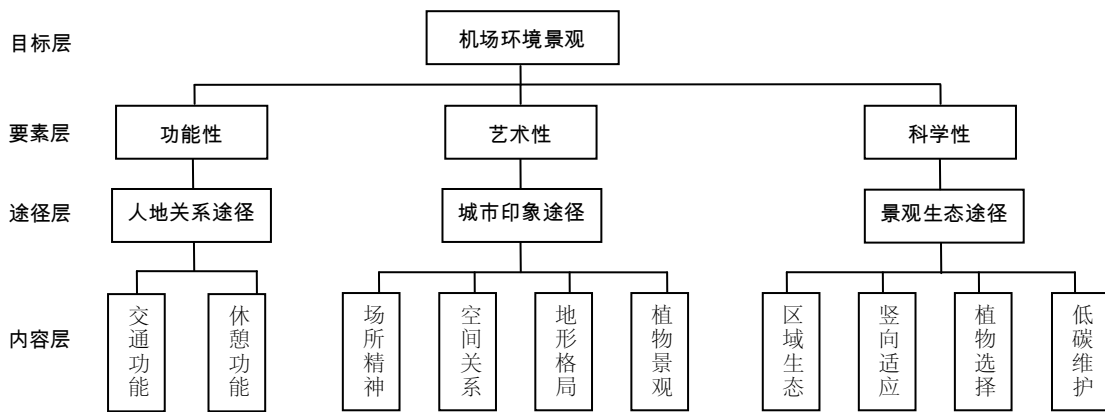 目标层
机场环境景观
要素层
功能性
艺术性
科学性
途径层
人地关系途径
城市印象途径
景观生态途径
内容层
交通功能
休憩功能
场所精神
空间关系
地形格局
植物景观
区域生态
竖向适应
植物选择
低碳维护